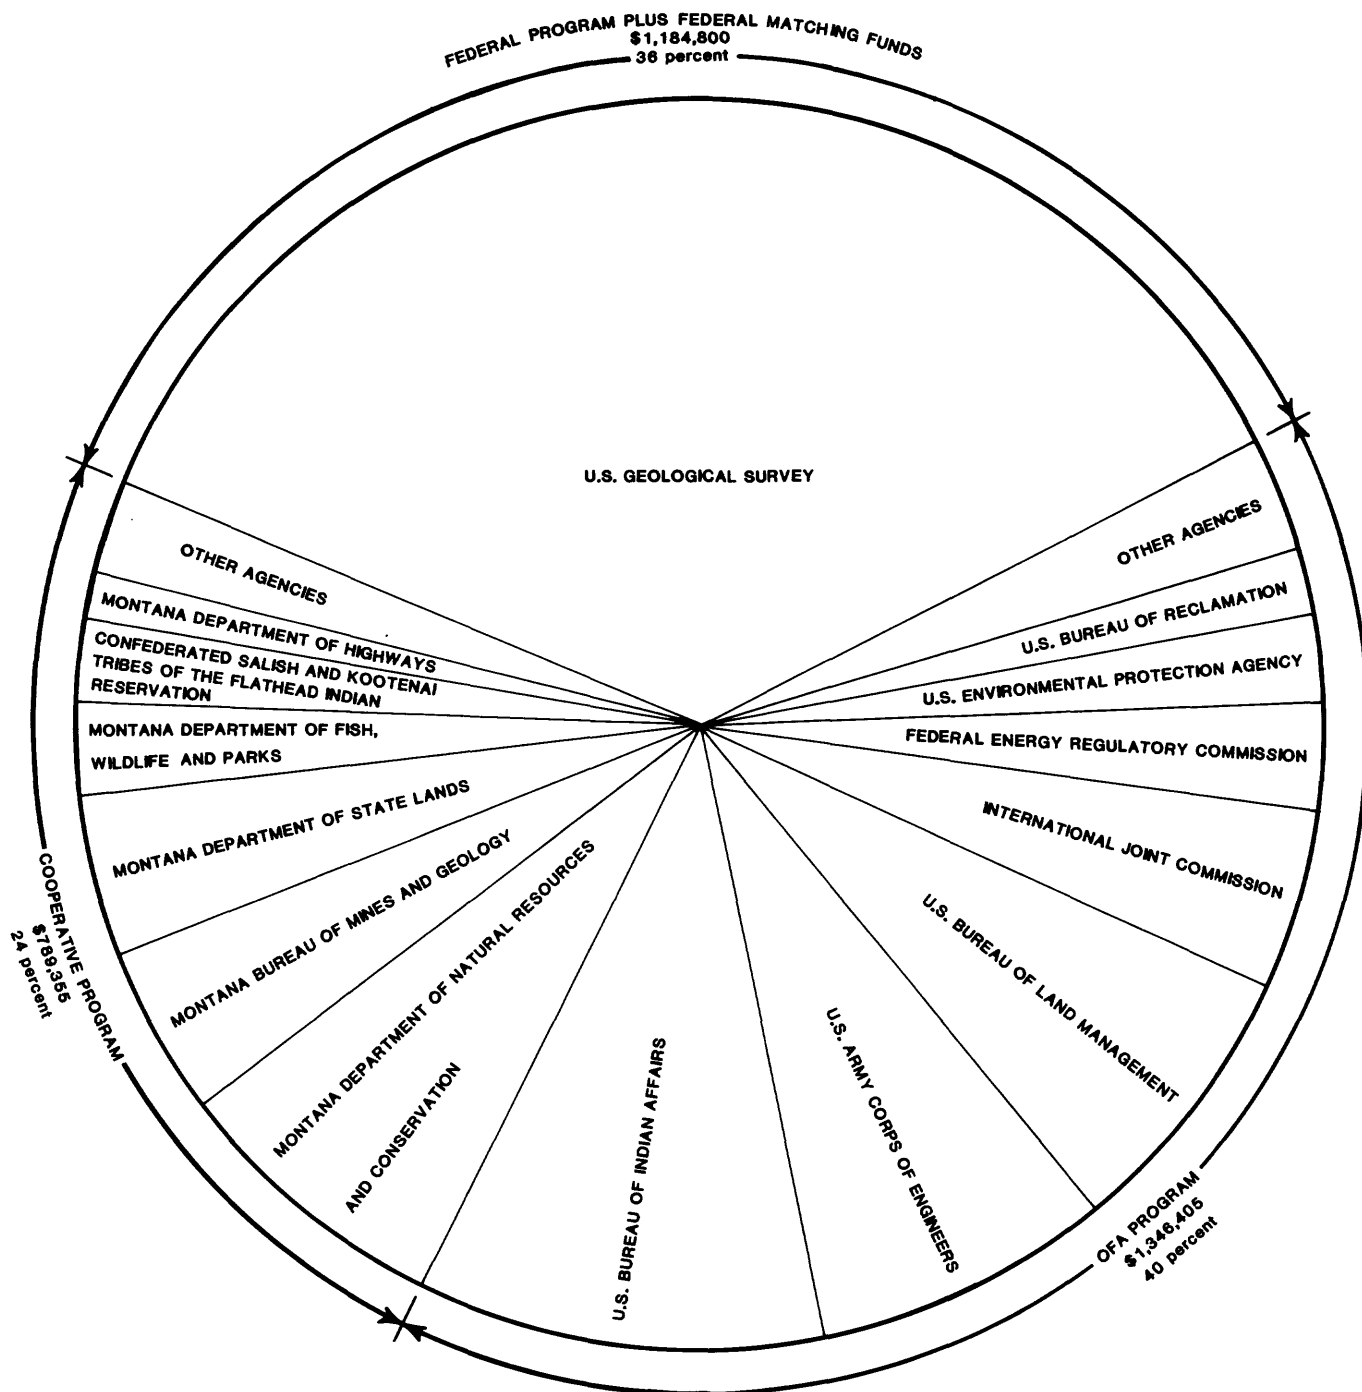 FEDERAL PROGRAM PLUS FEDERAL MATCHING FUNDS
$1,184,800
36 percent
U.S. GEOLOGICAL SURVEY
OTHER AGENCIES
U.S. BUREAU OF RECLAMATION
U.S. ENVIRONMENTAL PROTECTION AGENCY
FEDERAL ENERGY REGULATORY COMMISSION
INTERNATIONAL JOINT COMMISSION
U.S. BUREAU OF LAND MANAGEMENT
U.S. ARMY CORPS OF ENGINEERS
U.S. BUREAU OF INDIAN AFFAIRS
OFA PROGRAM
$1,346,405
40 percent
OTHER AGENCIES
MONTANA DEPARTMENT OF HIGHWAYS
CONFEDERATED SALISH AND KOOTENAI
TRIBES OF THE FLATHEAD INDIAN
RESERVATION
MONTANA DEPARTMENT OF FISH,
WILDLIFE AND PARKS
MONTANA DEPARTMENT OF STATE LANDS
MONTANA BUREAU OF MINES AND GEOLOGY
MONTANA DEPARTMENT OF NATURAL RESOURCES
AND CONSERVATION
COOPERATIVE PROGRAM
$789,355
24 percent